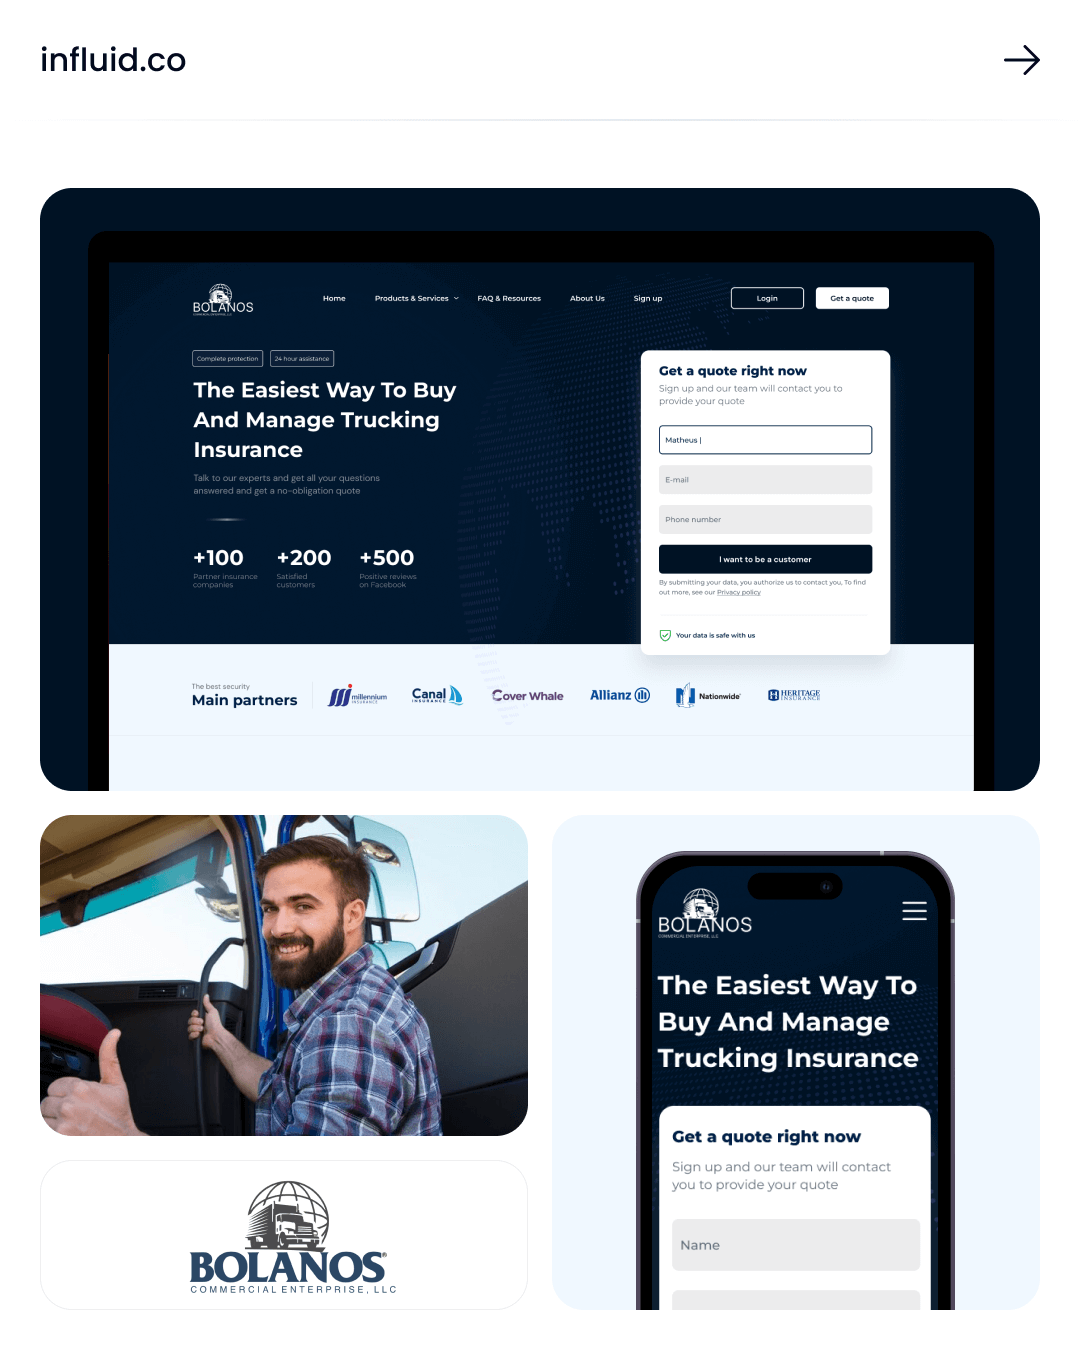 influid.co
BOLANOS
COMMERCIAL ENTERPRISE, LLC
Home
Products & Services
FAQ & Resources
About Us
Sign up
Login
Get a quote
Complete protection
24 hour assistance
The Easiest Way To Buy
And Manage Trucking
Insurance
Talk to our experts and get all your questions
answered and get a no-obligation quote
+100
Partner insurance
companies
+200
Satisfied
customers
+500
Positive reviews
on Facebook
Get a quote right now
Sign up and our team will contact you to
provide your quote
Matheus |
E-mail
Phone number
I want to be a customer
By submitting your data, you authorize us to contact you, To find
out more, see our Privacy policy
Your data is safe with us
The best security
Main partners
millennium
INSURANCE
Canal
INSURANCE
Cover Whale
Allianz
Nationwide®
HERITAGE
INSURANCE
BOLANOS®
COMMERCIAL ENTERPRISE, LLC
BOLANOS
COMMERCIAL ENTERPRISE, LLC
The Easiest Way To
Buy And Manage
Trucking Insurance
Get a quote right now
Sign up and our team will contact
you to provide your quote
Name